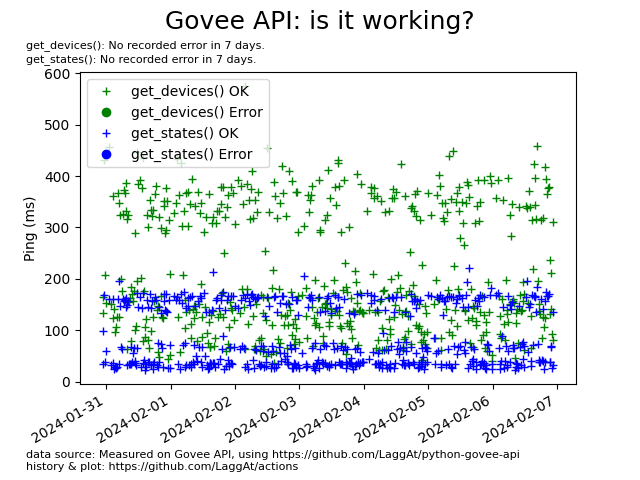 Govee API: is it working?
get_devices(): No recorded error in 7 days.
get_states(): No recorded error in 7 days.
600
500
400
300
200
100
0
Ping (ms)
get_devices() OK
get_devices() Error
get_states() OK
get_states() Error
2024-01-31
2024-02-01
2024-02-02
2024-02-03
2024-02-04
2024-02-05
2024-02-06
2024-02-07
data source: Measured on Govee API, using https://github.com/LaggAt/python-govee-api
history & plot: https://github.com/LaggAt/actions